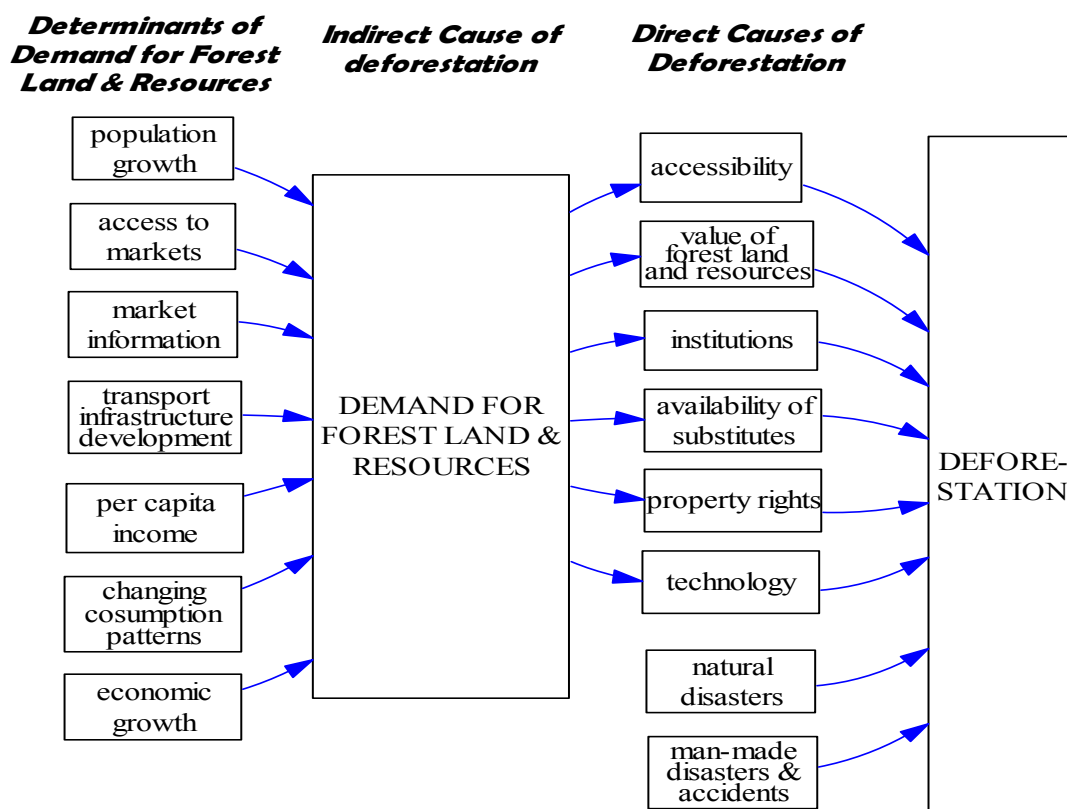 Determinants of
Demand for Forest
Land & Resources
Indirect Cause of
deforestation
Direct Causes of
Deforestation
population
growth
access to
markets
market
information
transport
infrastructure
development
per capita
income
changing
cosumption
patterns
economic
growth
DEMAND FOR
FOREST LAND &
RESOURCES
accessibility
value of
forest land
and resources
institutions
availability of
substitutes
property rights
technology
natural
disasters
man-made
disasters &
accidents
DEFORE-
STATION